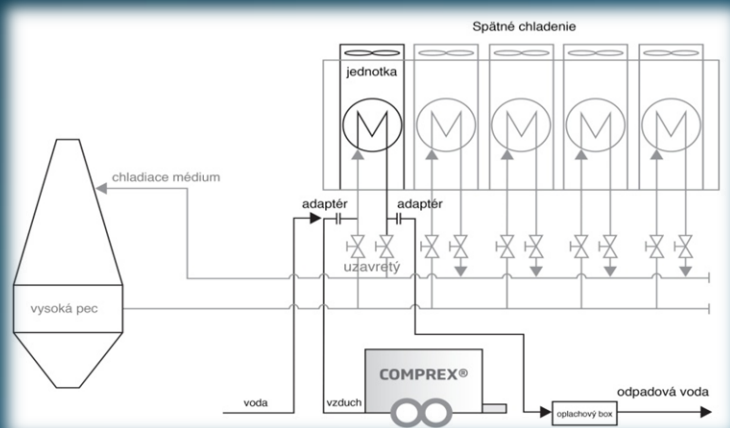 Spätné chladenie
jednotka
chladiace médium
adaptér
adaptér
uzavretý
vysoká pec
COMPREX®
voda
vzduch
oplachový box
odpadová voda